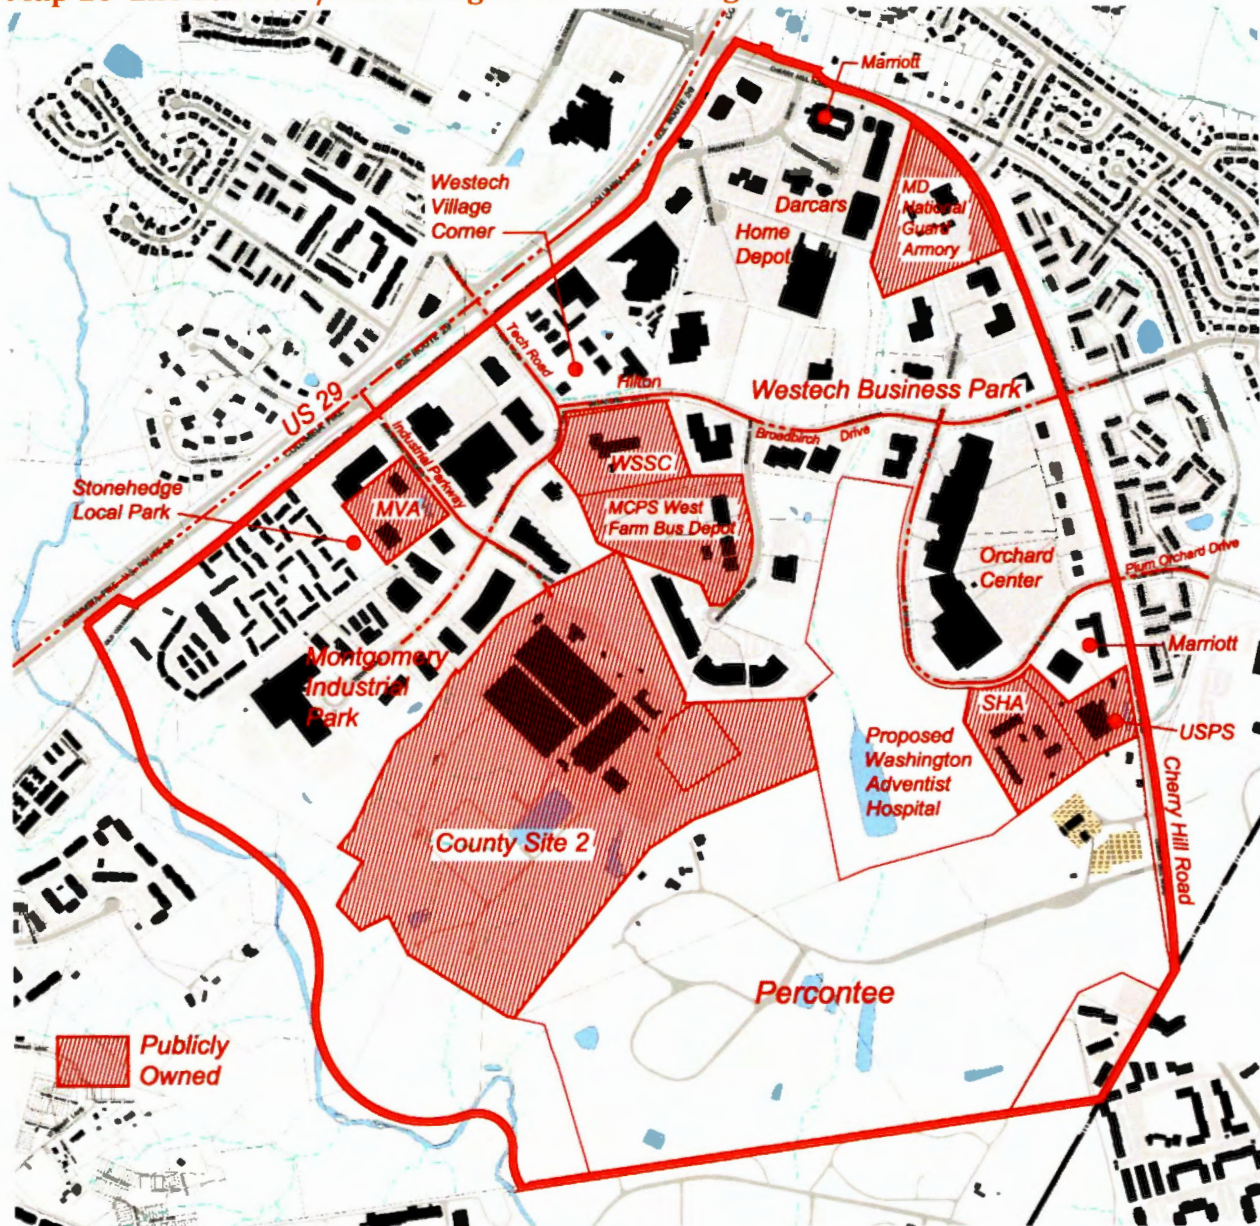 Marriott
Westech
Village
Corner
MD
National
Guard
Armory
Darcars
Home
Depot
Tech Road
Hilton
Westech Business Park
US 29
Broadbirch Drive
Industrial Parkway
WSSC
Stonehedge
Local Park
MVA
MCPS West
Farm Bus Depot
Orchard
Center
Plum Orchard Drive
Montgomery
Industrial
Park
Marriott
SHA
USPS
Proposed
Washington
Adventist
Hospital
Cherry Hill Road
County Site 2
Percontee
Publicly
Owned